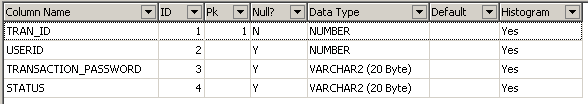 Column Name ID Pk Null? Data Type Default Histogram
TRAN_ID 1 1 N NUMBER Yes
USERID 2 Y NUMBER Yes
TRANSACTION_PASSWORD 3 Y VARCHAR2 (20 Byte) Yes
STATUS 4 Y VARCHAR2 (20 Byte) Yes